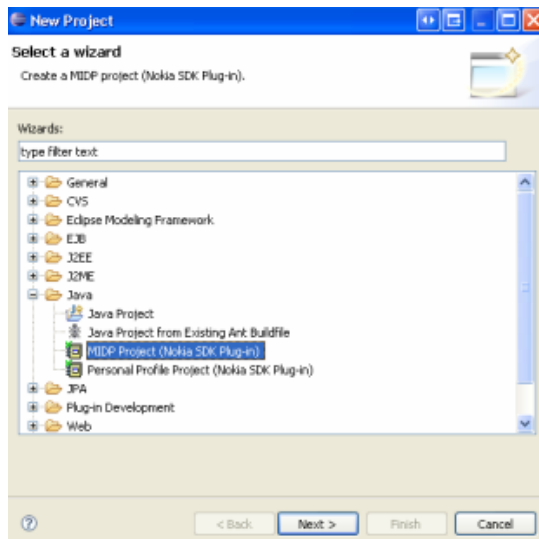 New Project
Select a wizard
Create a MIDP project (Nokia SDK Plug-in).
Wizards:
type filter text
General
CVS
Eclipse Modeling Framework
EJB
J2EE
J2ME
Java
Java Project
Java Project from Existing Ant Buildfile
MIDP Project (Nokia SDK Plug-in)
Personal Profile Project (Nokia SDK Plug-in)
JPA
Plug-in Development
Web
< Back Next > Finish Cancel